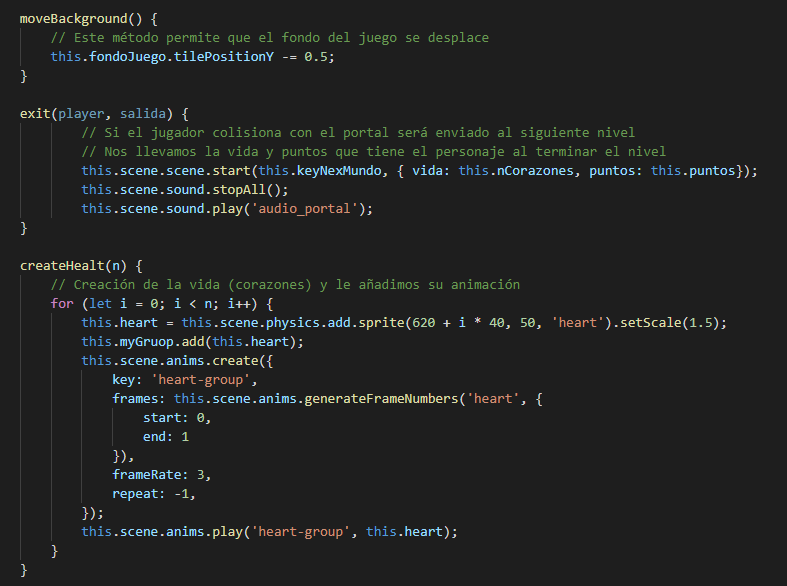 moveBackground() {
// Este método permite que el fondo del juego se desplace
this.fondoJuego.tilePositionY -= 0.5;
}
exit(player, salida) {
// Si el jugador colisiona con el portal será enviado al siguiente nivel
// Nos llevamos la vida y puntos que tiene el personaje al terminar el nivel
this.scene.scene.start(this.keyNexMundo, { vida: this.nCorazones, puntos: this.puntos});
this.scene.sound.stopAll();
this.scene.sound.play('audio_portal');
}
createHealt(n) {
// Creación de la vida (corazones) y le añadimos su animación
for (let i = 0; i < n; i++) {
this.heart = this.scene.physics.add.sprite(620 + i * 40, 50, 'heart').setScale(1.5);
this.myGruop.add(this.heart);
this.scene.anims.create({
key: 'heart-group',
frames: this.scene.anims.generateFrameNumbers('heart', {
start: 0,
end: 1
}),
frameRate: 3,
repeat: -1,
});
this.scene.anims.play('heart-group', this.heart);
}
}